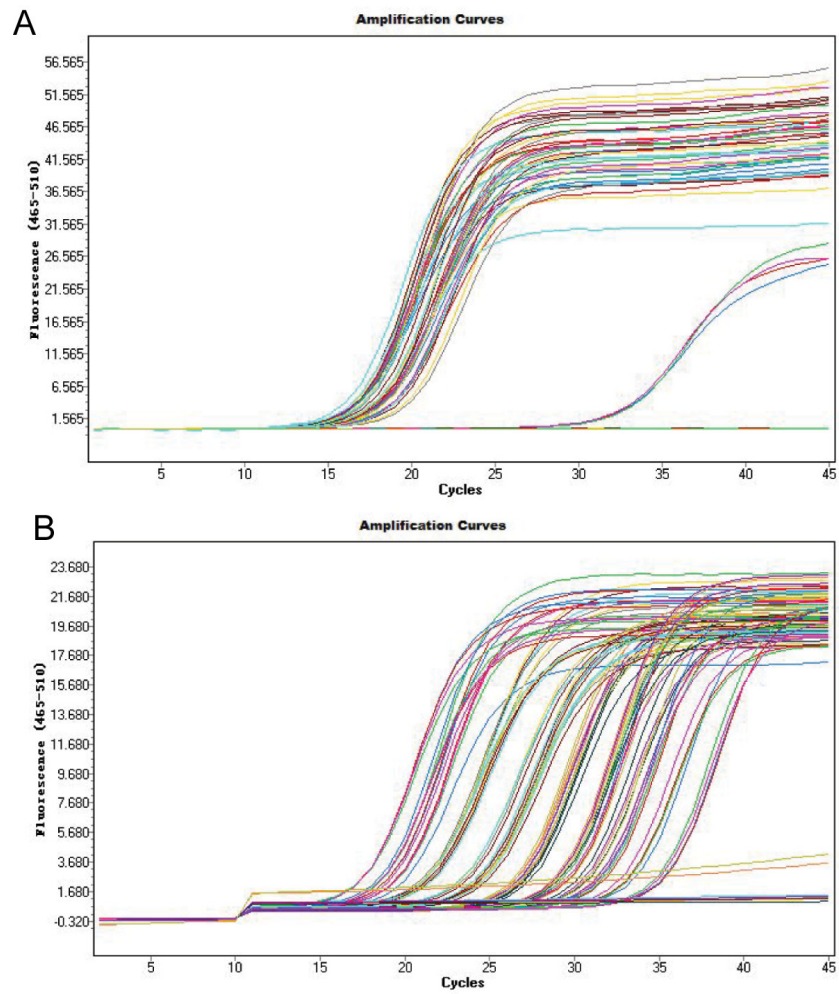 A
Amplification Curves
56.565
51.565
46.565
41.565
36.565
31.565
26.565
21.565
16.565
11.565
6.565
1.565
Fluorescence (465-510)
5 10 15 20 25 30 35 40 45
Cycles
B
Amplification Curves
23.680
21.680
19.680
17.680
15.680
13.680
11.680
9.680
7.680
5.680
3.680
1.680
-0.320
Fluorescence (465-510)
5 10 15 20 25 30 35 40 45
Cycles